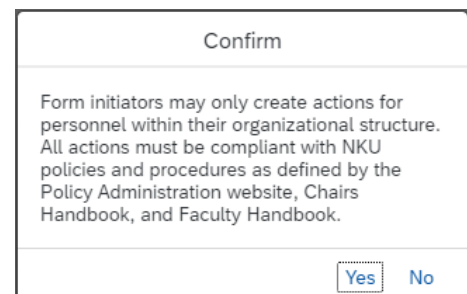 Confirm
Form initiators may only create actions for
personnel within their organizational structure.
All actions must be compliant with NKU
policies and procedures as defined by the
Policy Administration website, Chairs
Handbook, and Faculty Handbook.
Yes No